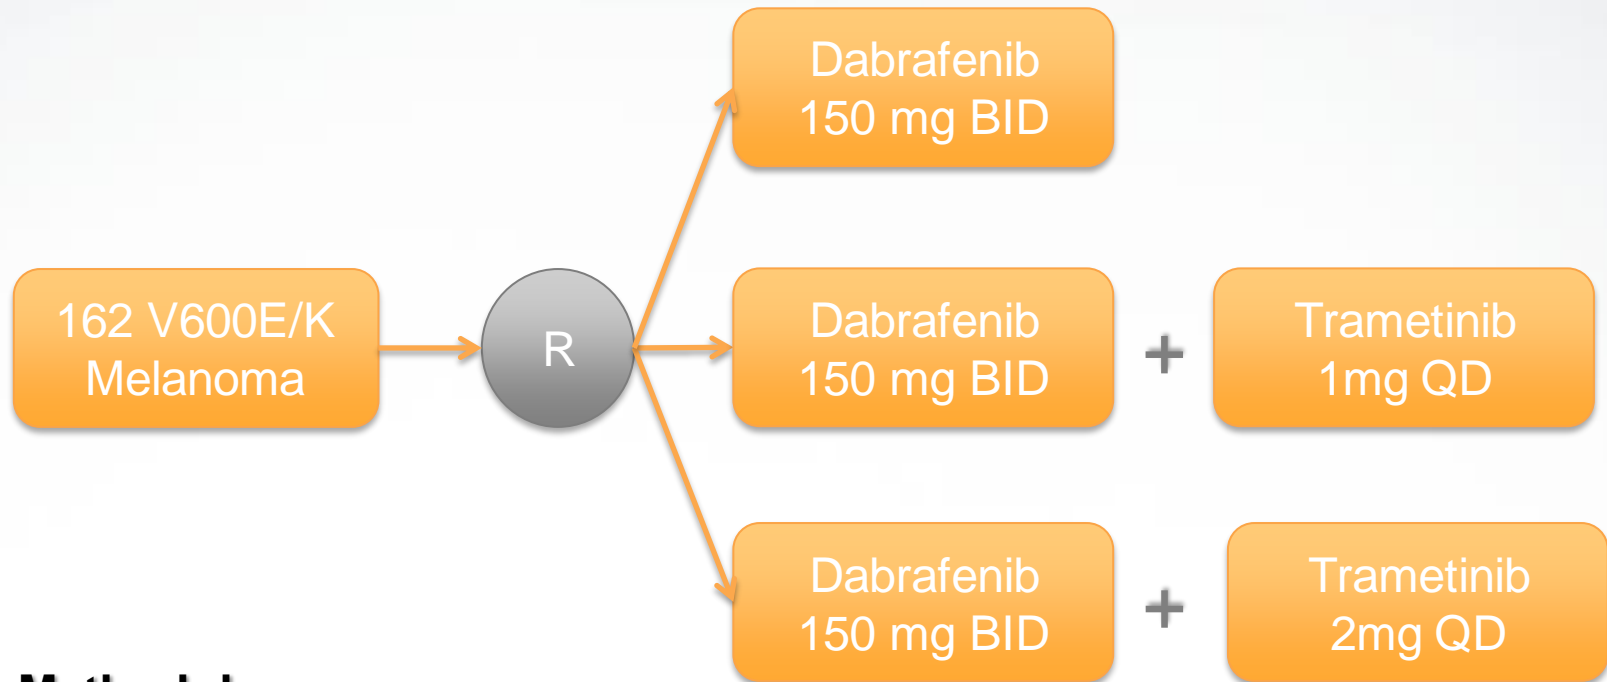 Dabrafenib
150 mg BID
162 V600E/K
Melanoma
R
Dabrafenib
150 mg BID
+
Trametinib
1mg QD
Dabrafenib
150 mg BID
+
Trametinib
2mg QD